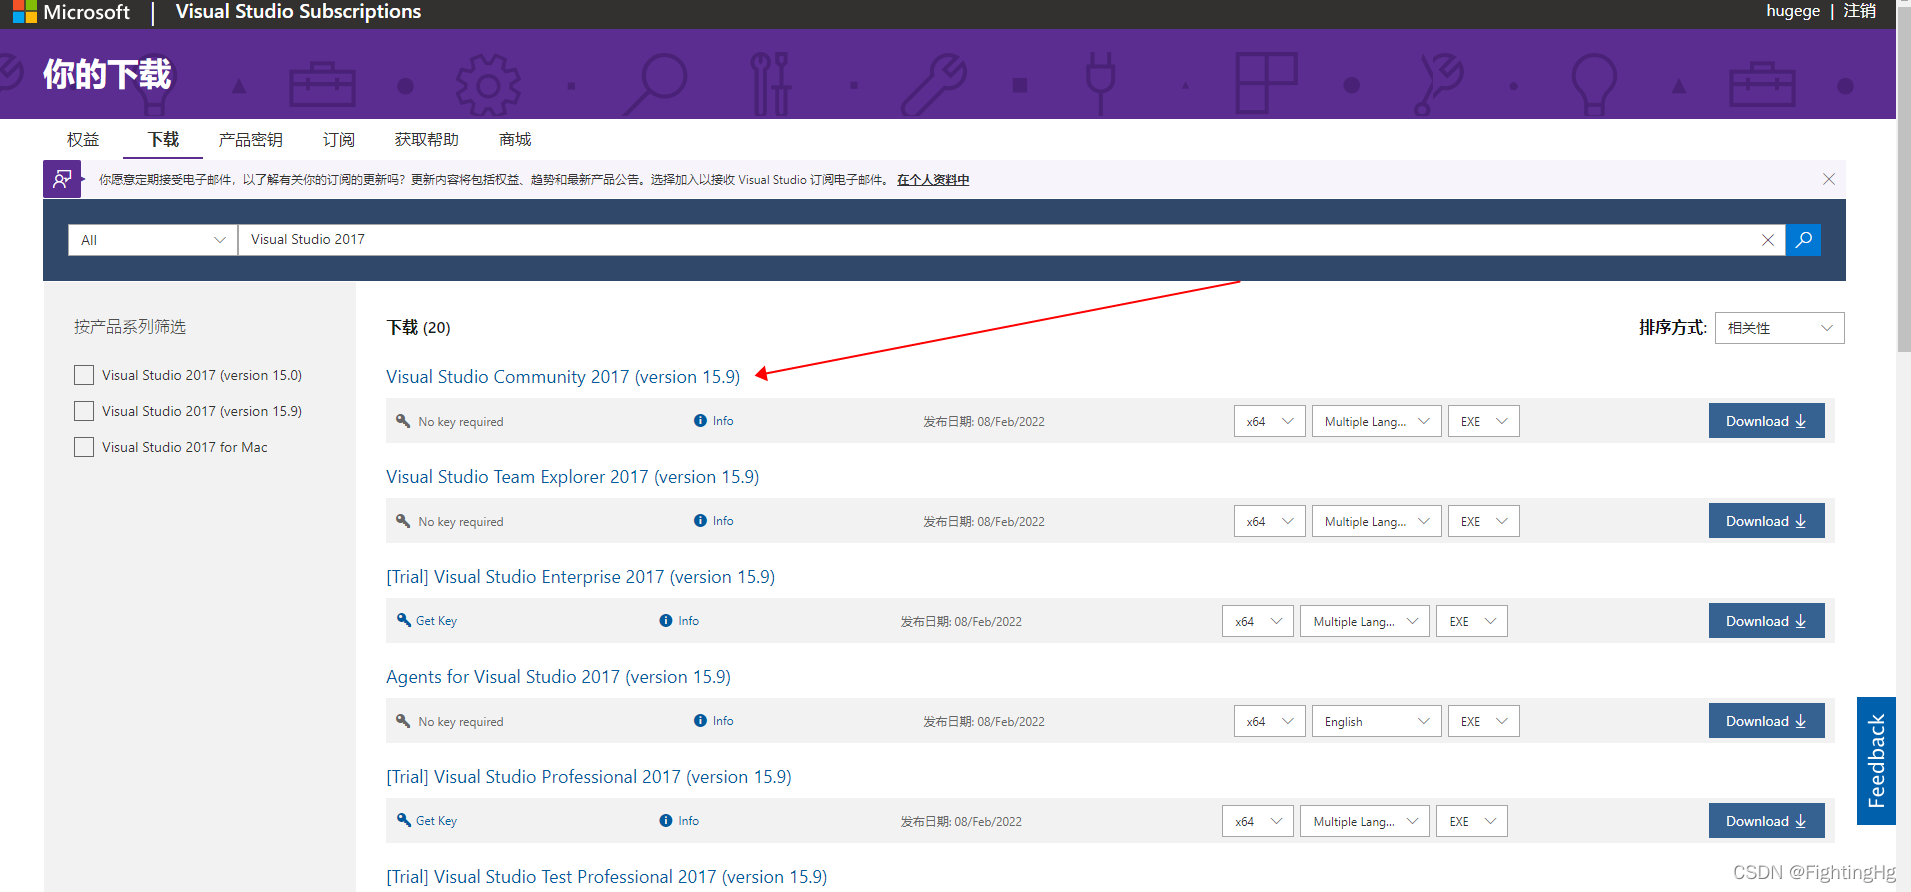 Microsoft | Visual Studio Subscriptions hugege | 注销
你的下载
权益 下载 产品密钥 订阅 获取帮助 商城
你愿意定期接受电子邮件，以了解有关你的订阅的更新吗？更新内容将包括权益、趋势和最新产品公告。选择加入以接收 Visual Studio 订阅电子邮件。 在个人资料中
All Visual Studio 2017
按产品系列筛选
Visual Studio 2017 (version 15.0)
Visual Studio 2017 (version 15.9)
Visual Studio 2017 for Mac
下载 (20) 排序方式: 相关性
Visual Studio Community 2017 (version 15.9)
No key required Info 发布日期: 08/Feb/2022 x64 Multiple Lang... EXE Download
Visual Studio Team Explorer 2017 (version 15.9)
No key required Info 发布日期: 08/Feb/2022 x64 Multiple Lang... EXE Download
[Trial] Visual Studio Enterprise 2017 (version 15.9)
Get Key Info 发布日期: 08/Feb/2022 x64 Multiple Lang... EXE Download
Agents for Visual Studio 2017 (version 15.9)
No key required Info 发布日期: 08/Feb/2022 x64 English EXE Download
[Trial] Visual Studio Professional 2017 (version 15.9)
Get Key Info 发布日期: 08/Feb/2022 x64 Multiple Lang... EXE Download
[Trial] Visual Studio Test Professional 2017 (version 15.9)
Feedback
CSDN @FightingHg